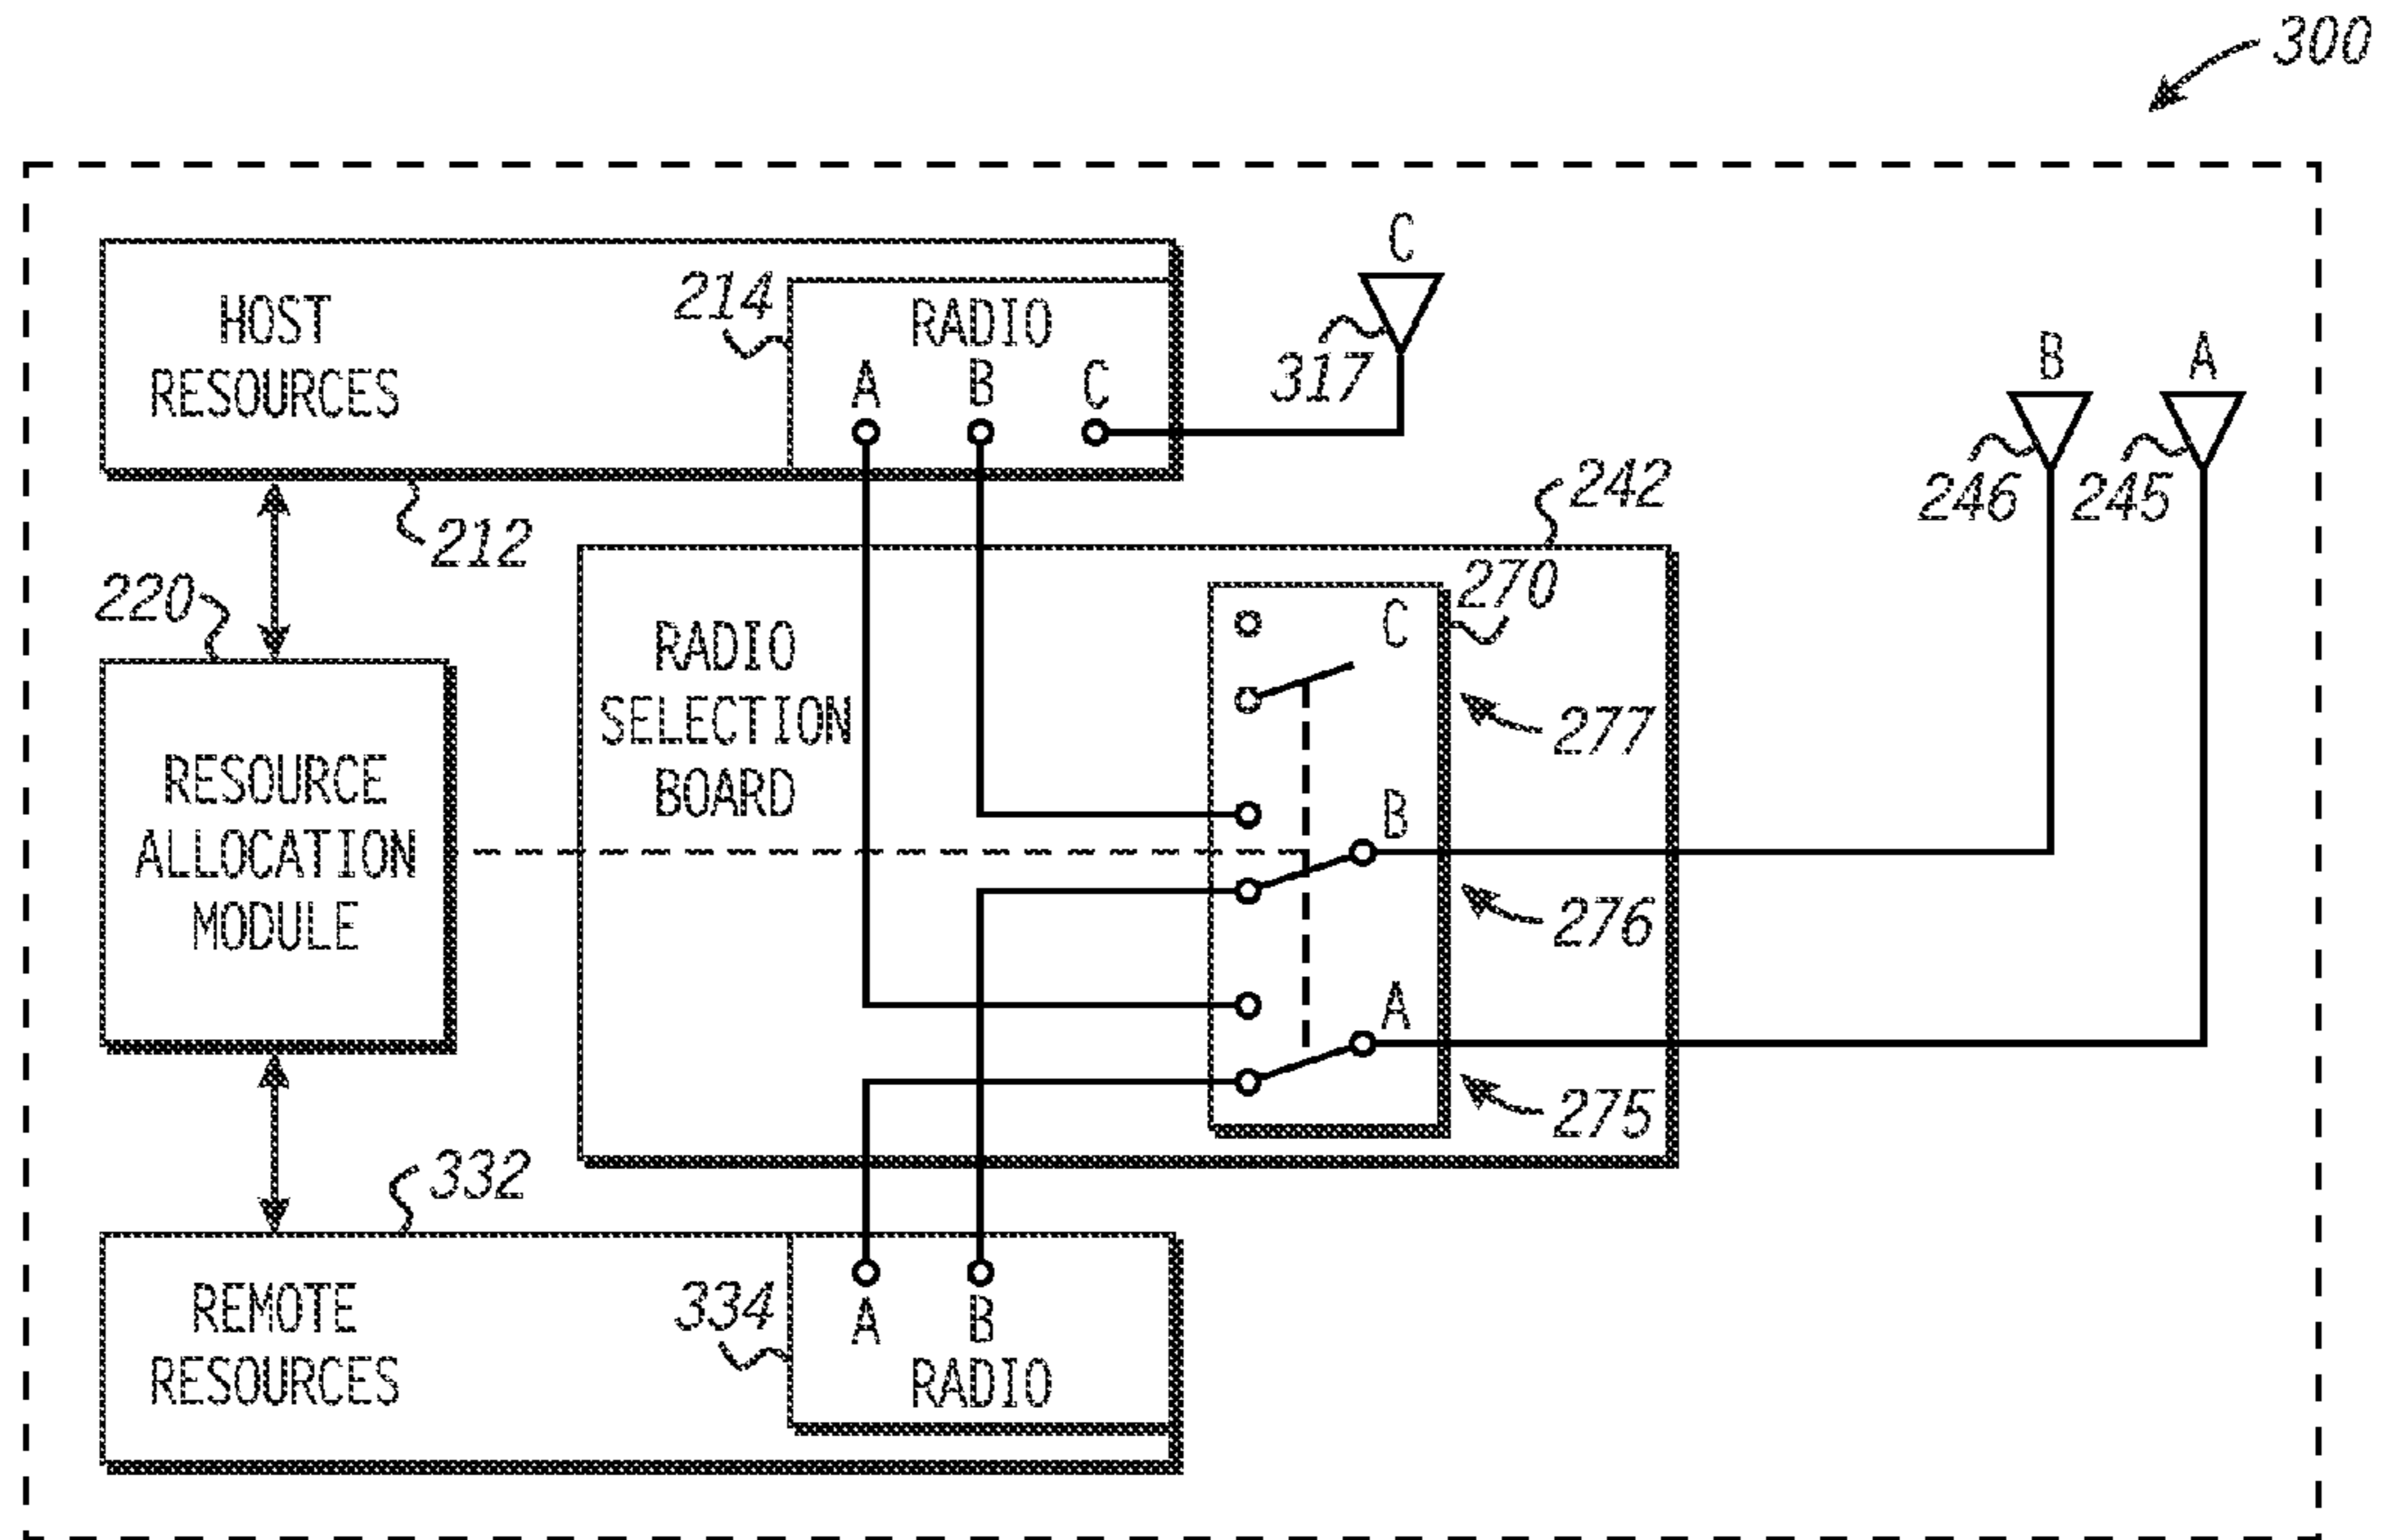 300
HOST
RESOURCES
214
RADIO
A B C
C
317
B A
246 245
212
242
220
RADIO
SELECTION
BOARD
270
C
277
RESOURCE
ALLOCATION
MODULE
B
276
A
275
332
REMOTE
RESOURCES
334
A B
RADIO